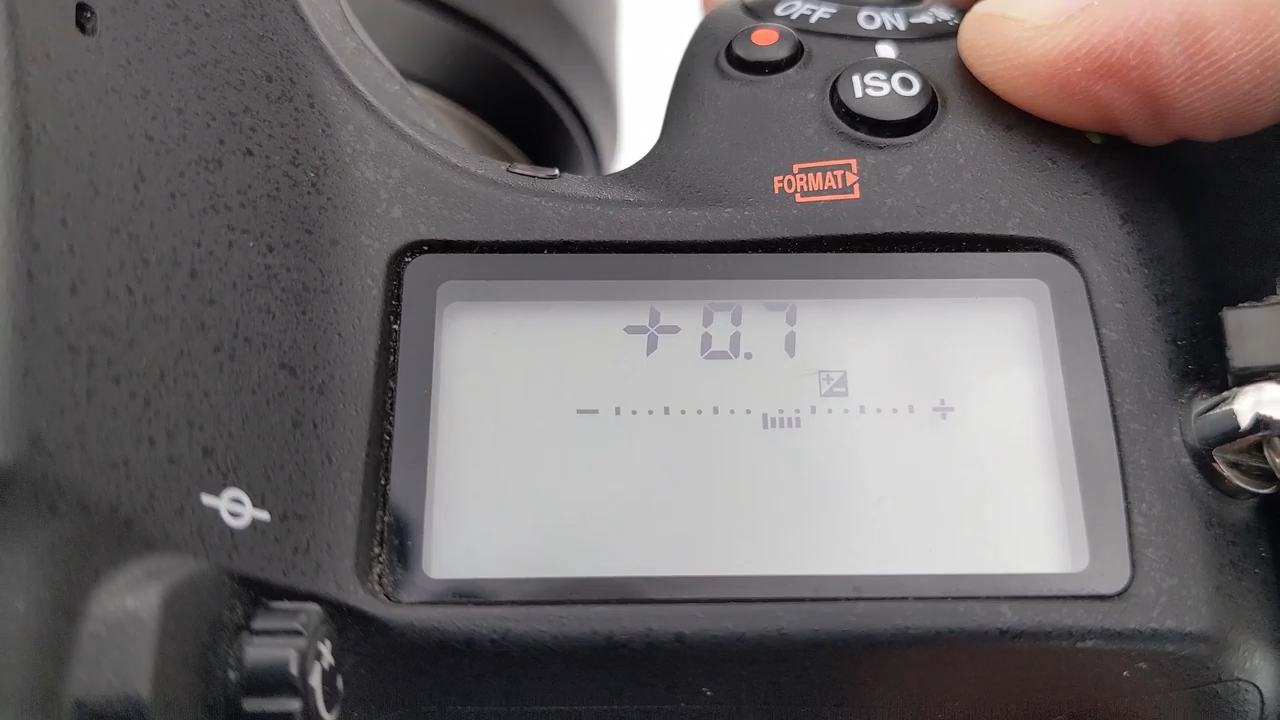 OFF ON
ISO
FORMAT
+0.7
− +